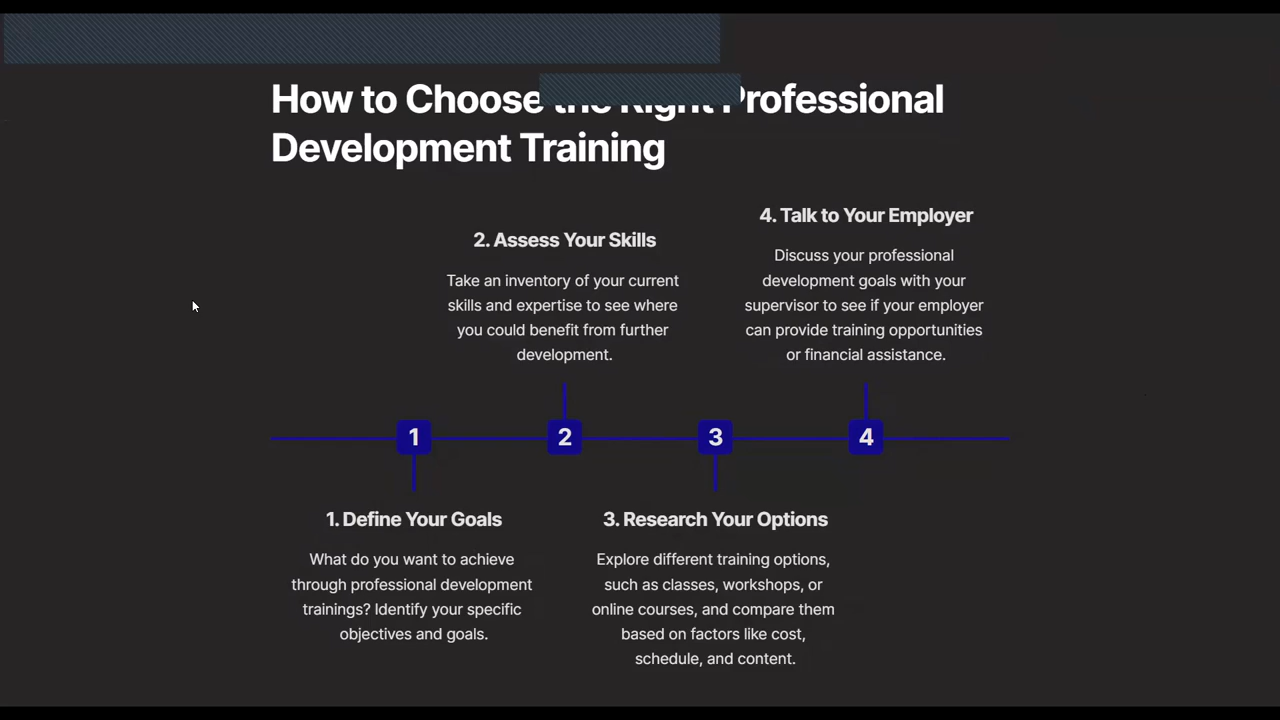 How to Choose the Right Professional
Development Training
4. Talk to Your Employer
2. Assess Your Skills
Discuss your professional
development goals with your
supervisor to see if your employer
can provide training opportunities
or financial assistance.
Take an inventory of your current
skills and expertise to see where
you could benefit from further
development.
1
2
3
4
1. Define Your Goals
What do you want to achieve
through professional development
trainings? Identify your specific
objectives and goals.
3. Research Your Options
Explore different training options,
such as classes, workshops, or
online courses, and compare them
based on factors like cost,
schedule, and content.